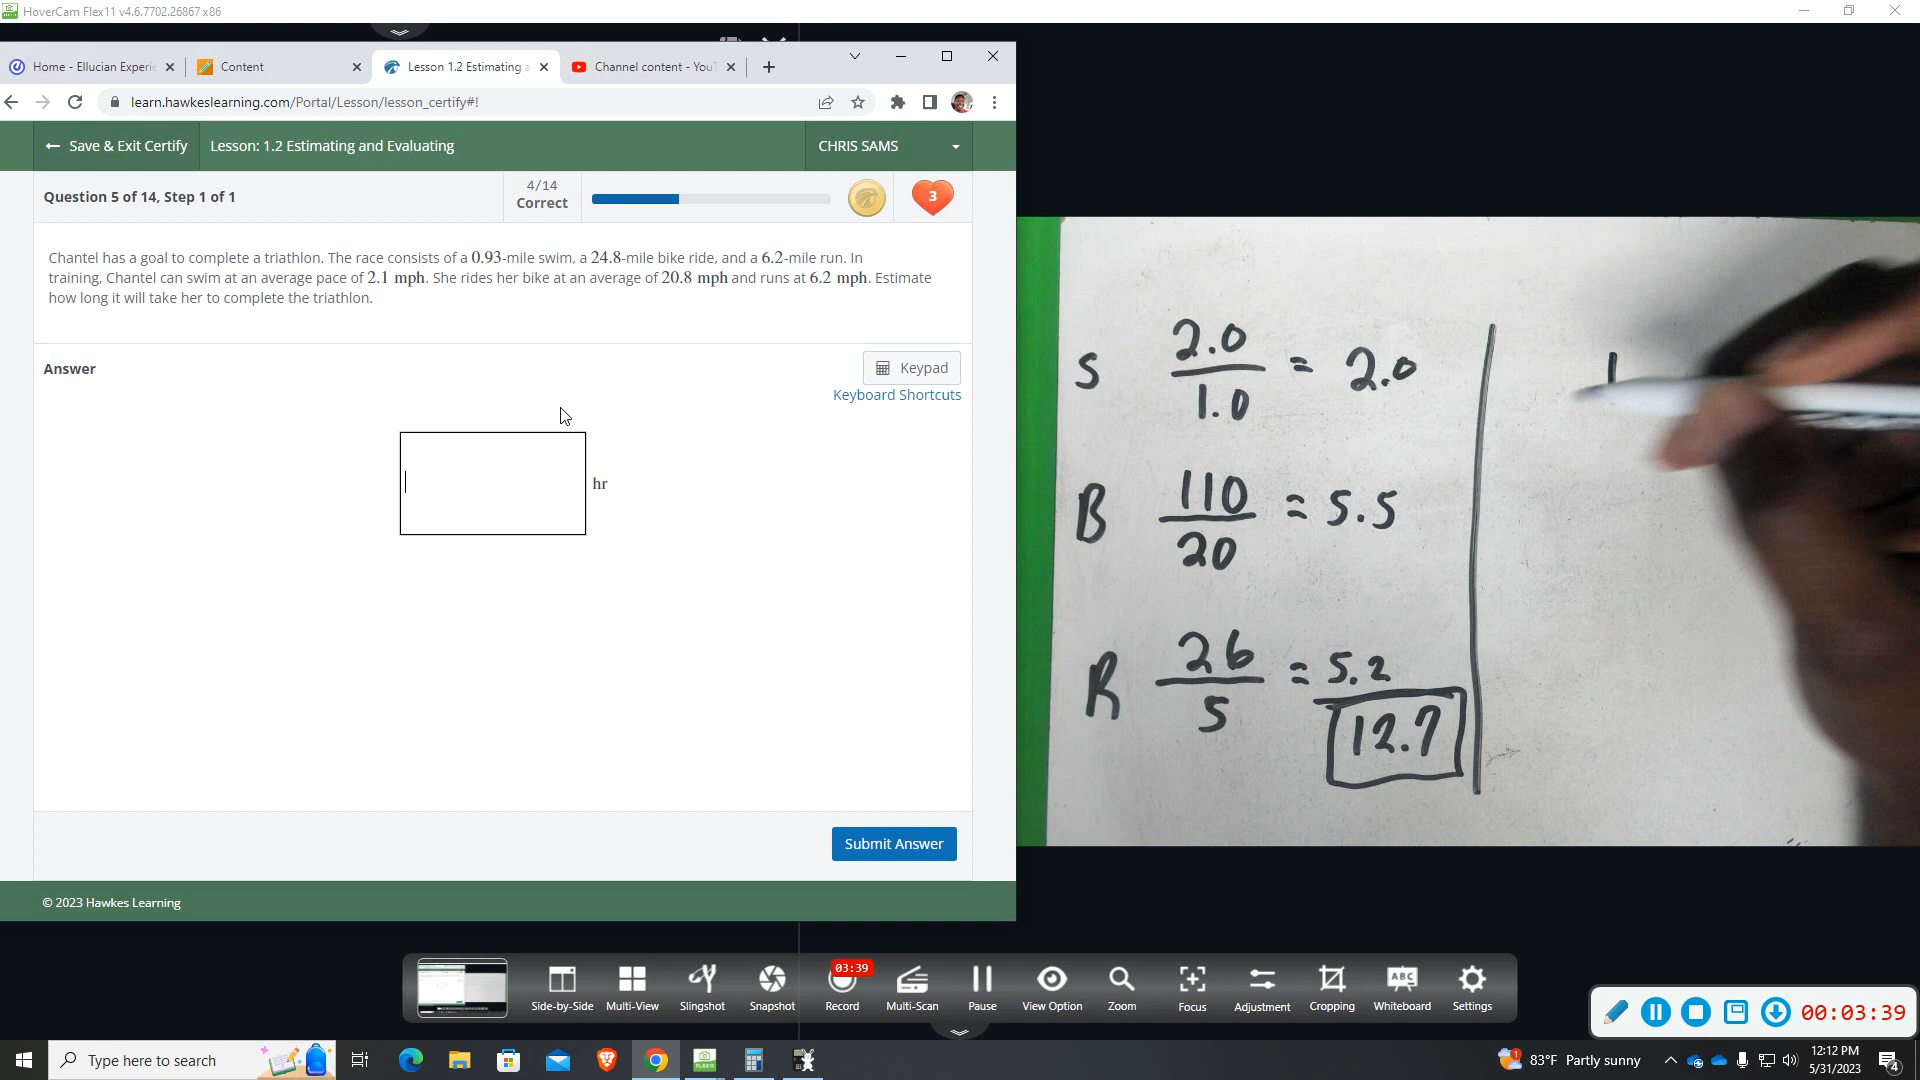 HoverCam Flex11 v4.6.7702.26867 x86
Home - Ellucian Experie
Content
Lesson 1.2 Estimating a
Channel content - YouT
learn.hawkeslearning.com/Portal/Lesson/lesson_certify#!
Save & Exit Certify
Lesson: 1.2 Estimating and Evaluating
CHRIS SAMS
Question 5 of 14, Step 1 of 1
4/14
Correct
3
Chantel has a goal to complete a triathlon. The race consists of a 0.93-mile swim, a 24.8-mile bike ride, and a 6.2-mile run. In
training, Chantel can swim at an average pace of 2.1 mph. She rides her bike at an average of 20.8 mph and runs at 6.2 mph. Estimate
how long it will take her to complete the triathlon.
Answer
Keypad
Keyboard Shortcuts
hr
Submit Answer
© 2023 Hawkes Learning
S 2.0/1.0 = 2.0
B 110/20 = 5.5
R 26/5 = 5.2
12.7
03:39
Side-by-Side
Multi-View
Slingshot
Snapshot
Record
Multi-Scan
Pause
View Option
Zoom
Focus
Adjustment
Cropping
ABC
Whiteboard
Settings
00:03:39
Type here to search
FLEX11
1
83°F Partly sunny
12:12 PM
5/31/2023
4